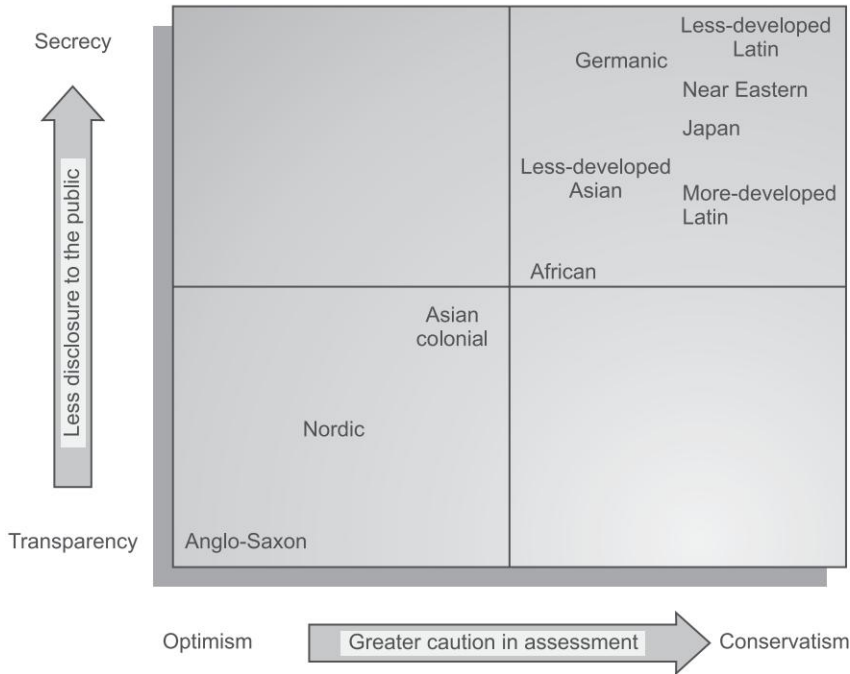 Secrecy
Less disclosure to the public
Transparency
Less-developed
Latin
Germanic
Near Eastern
Japan
Less-developed
Asian
More-developed
Latin
African
Asian
colonial
Nordic
Anglo-Saxon
Optimism
Greater caution in assessment
Conservatism